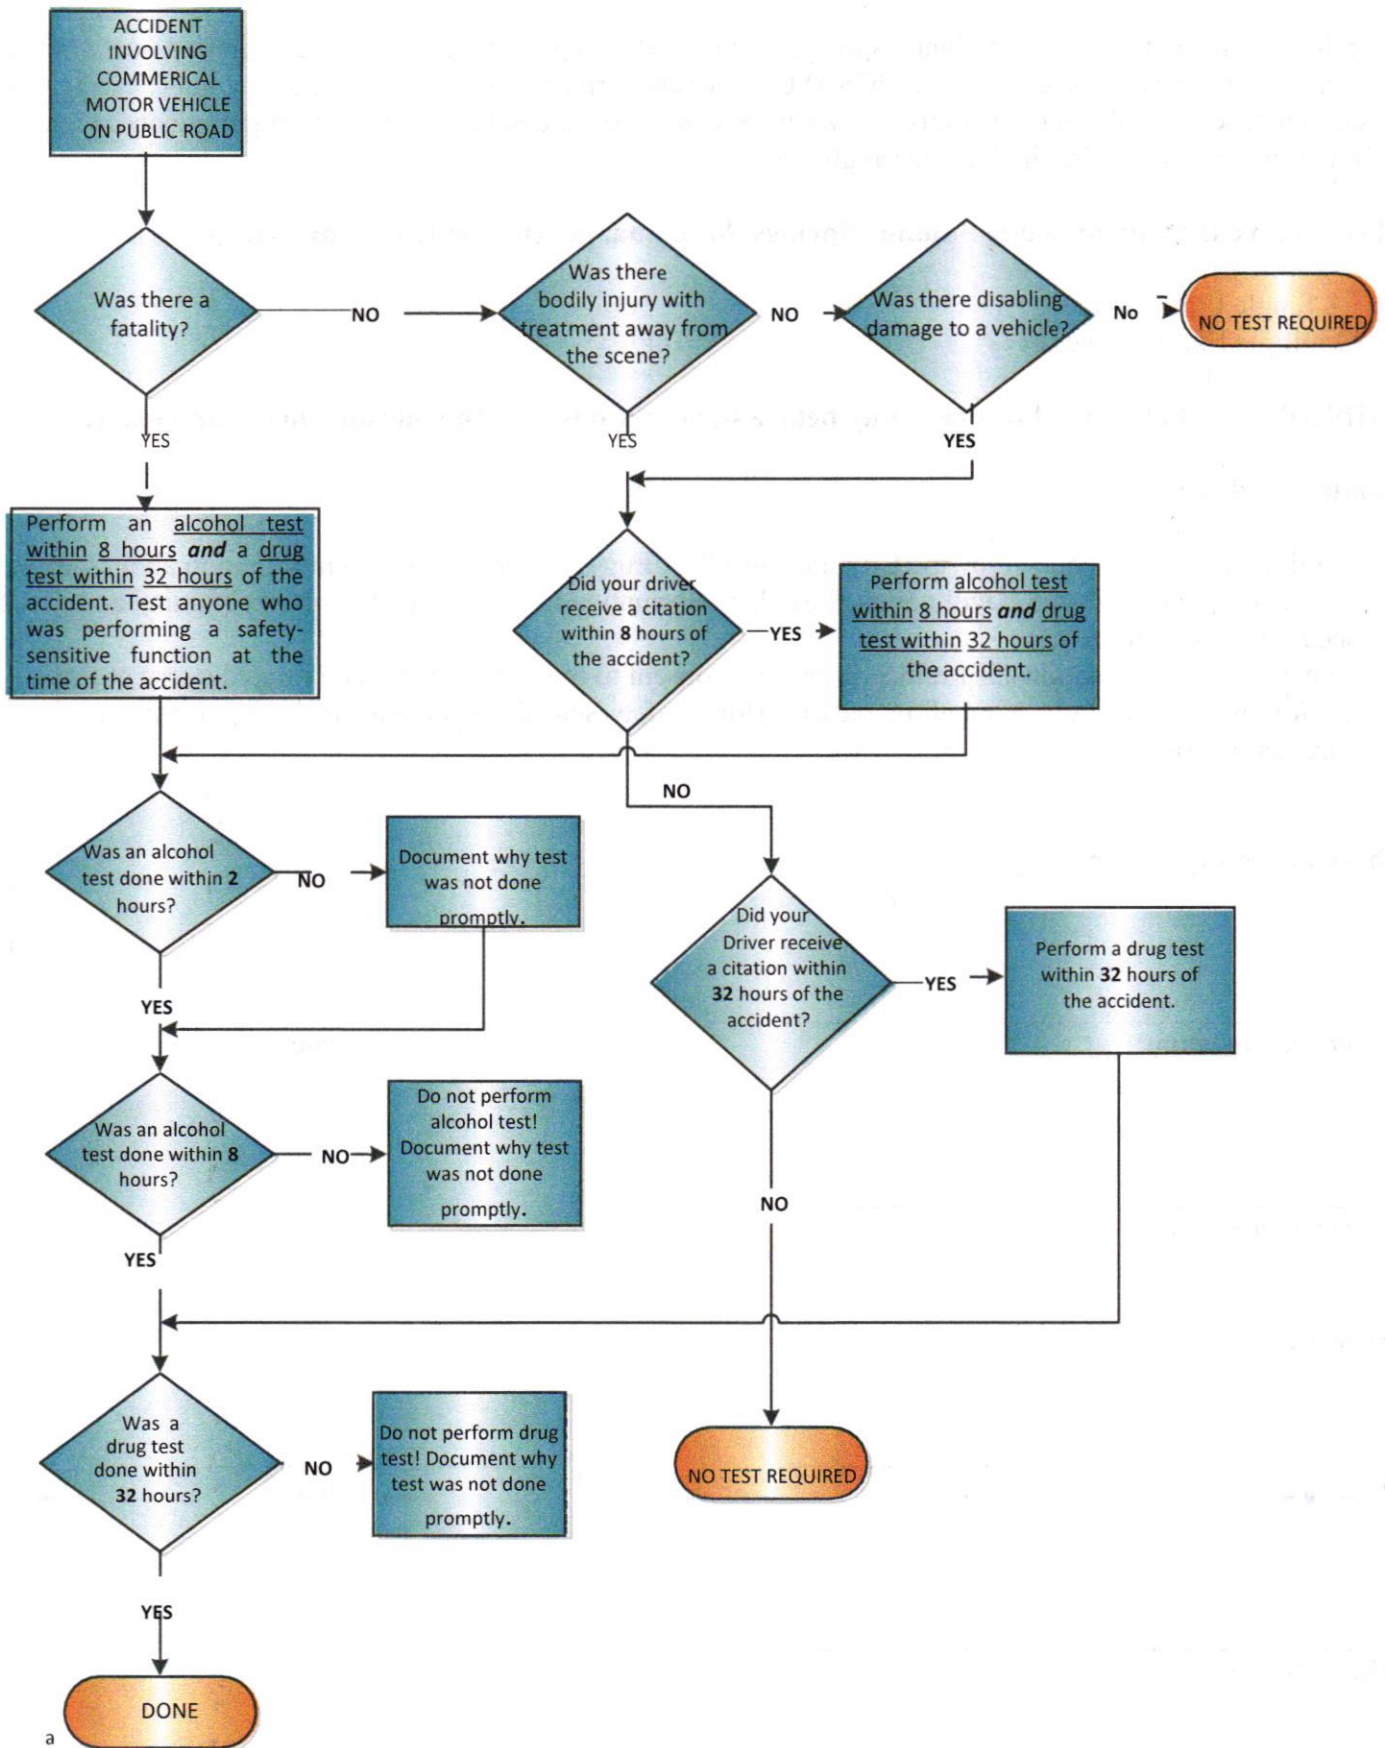 ACCIDENT
INVOLVING
COMMERICAL
MOTOR VEHICLE
ON PUBLIC ROAD
Was there a
fatality?
NO
Was there
bodily injury with
treatment away from
the scene?
NO
Was there disabling
damage to a vehicle?
No
NO TEST REQUIRED
YES
YES
YES
Perform an alcohol test
within 8 hours and a drug
test within 32 hours of the
accident. Test anyone who
was performing a safety-
sensitive function at the
time of the accident.
Did your driver
receive a citation
within 8 hours of
the accident?
YES
Perform alcohol test
within 8 hours and drug
test within 32 hours of
the accident.
NO
Was an alcohol
test done within 2
hours?
NO
Document why test
was not done
promptly.
YES
Did your
Driver receive
a citation within
32 hours of the
accident?
YES
Perform a drug test
within 32 hours of
the accident.
Was an alcohol
test done within 8
hours?
NO
Do not perform
alcohol test!
Document why test
was not done
promptly.
YES
NO
Was a
drug test
done within
32 hours?
NO
Do not perform drug
test! Document why
test was not done
promptly.
NO TEST REQUIRED
YES
DONE
a